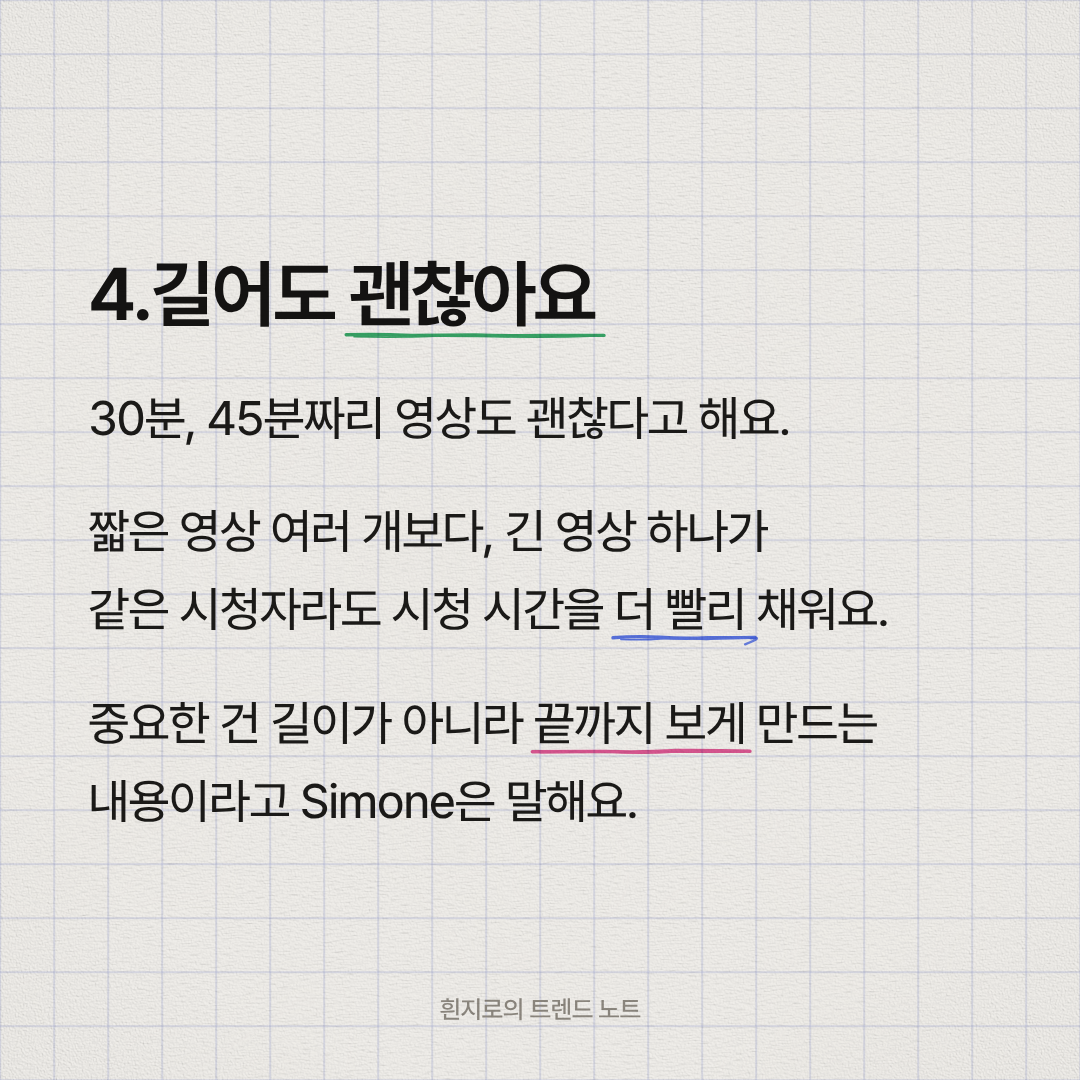 4.길어도 괜찮아요
30분, 45분짜리 영상도 괜찮다고 해요.
짧은 영상 여러 개보다, 긴 영상 하나가
같은 시청자라도 시청 시간을 더 빨리 채워요.
중요한 건 길이가 아니라 끝까지 보게 만드는
내용이라고 Simone은 말해요.
흰지로의 트렌드 노트